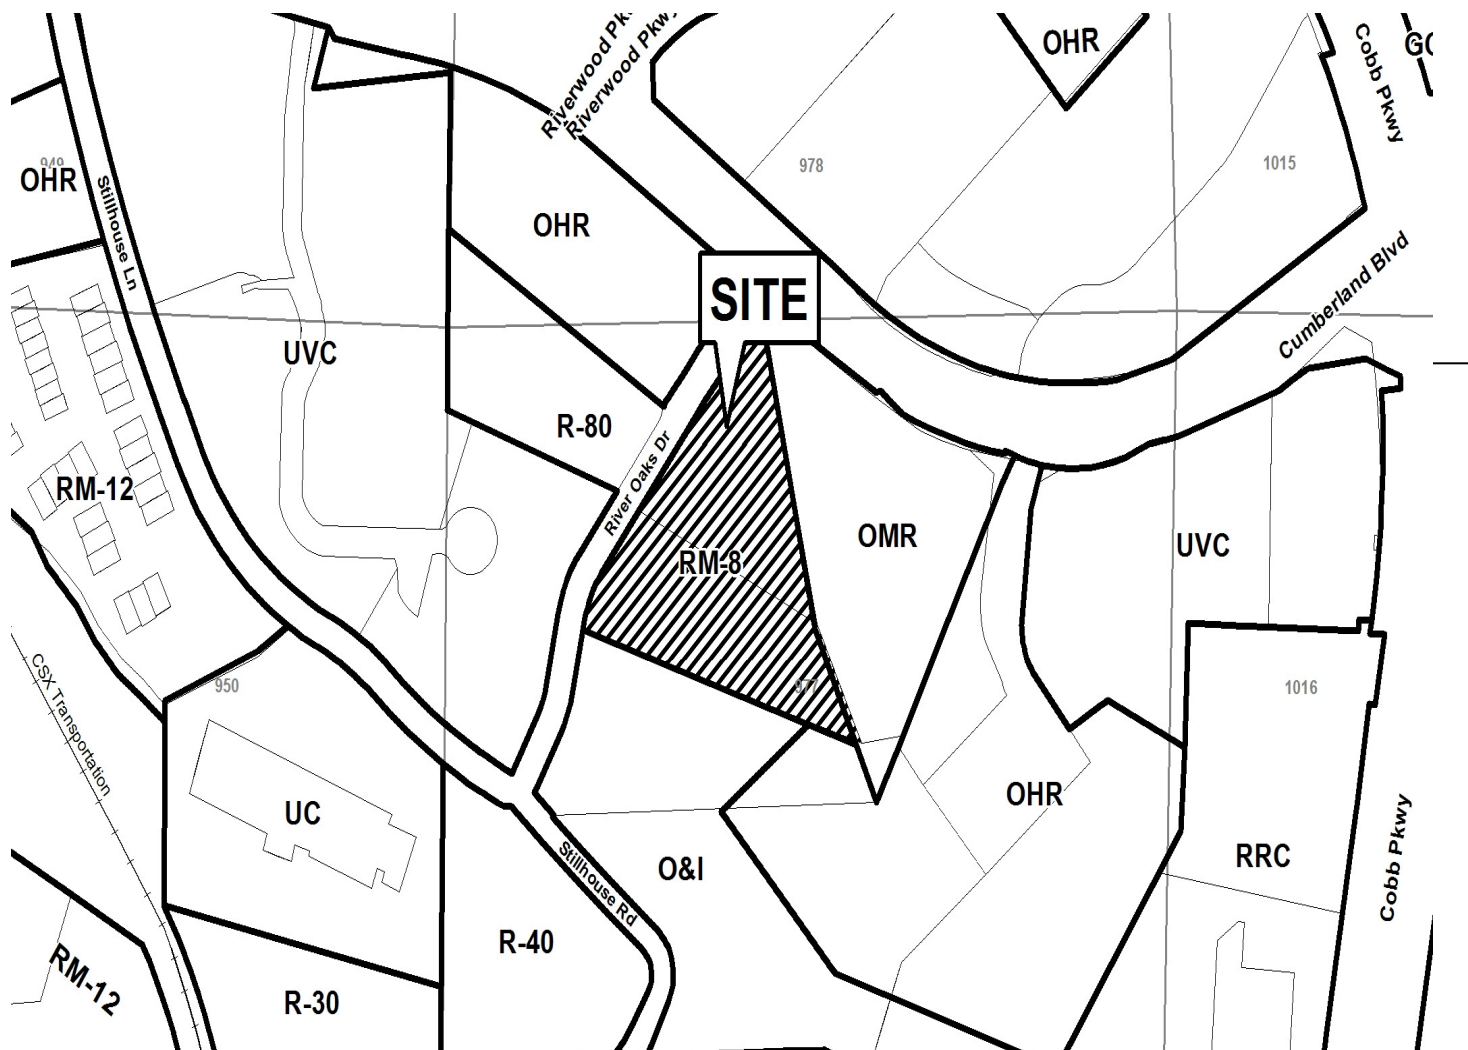 Riverwood Pkwy
Riverwood Pkwy
OHR
Cobb Pkwy
949
OHR
978
1015
Stillhouse Ln
OHR
SITE
Cumberland Blvd
UVC
R-80
River Oaks Dr
RM-12
RM-8
OMR
UVC
CSX Transportation
950
977
1016
UC
OHR
Stillhouse Rd
O&I
RRC
Cobb Pkwy
R-40
RM-12
R-30